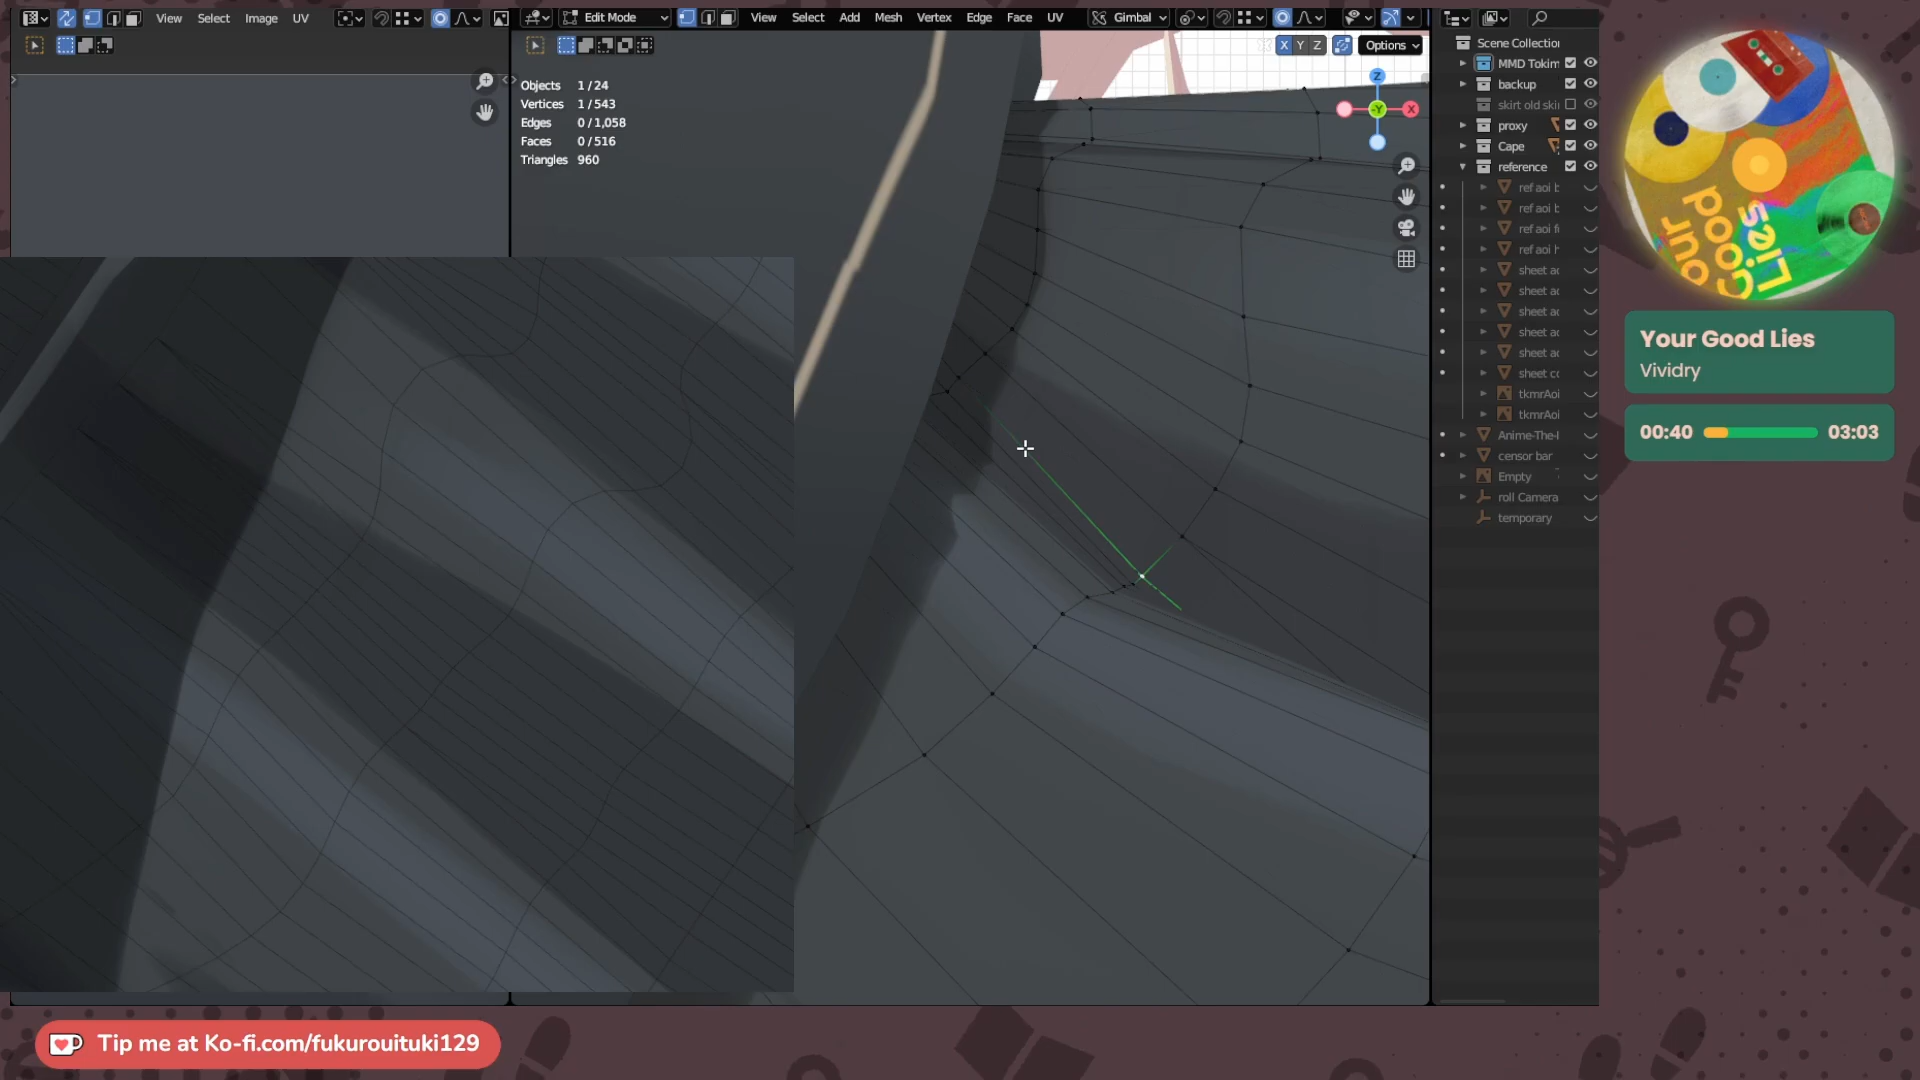 View Select Image UV
Edit Mode View Select Add Mesh Vertex Edge Face UV Gimbal
X Y Z Options
Objects 1 / 24
Vertices 1 / 543
Edges 0 / 1,058
Faces 0 / 516
Triangles 960
Z
-Y
X
Scene Collection
MMD Tokim
backup
skirt old ski
proxy
Cape
reference
ref aoi b
ref aoi b
ref aoi f
ref aoi h
sheet ac
sheet ac
sheet ac
sheet ac
sheet ac
sheet cc
tkmrAoi
tkmrAoi
Anime-The-I
censor bar
Empty
roll Camera
temporary
your
good
Lies
Your Good Lies
Vividry
00:40 03:03
Tip me at Ko-fi.com/fukurouituki129